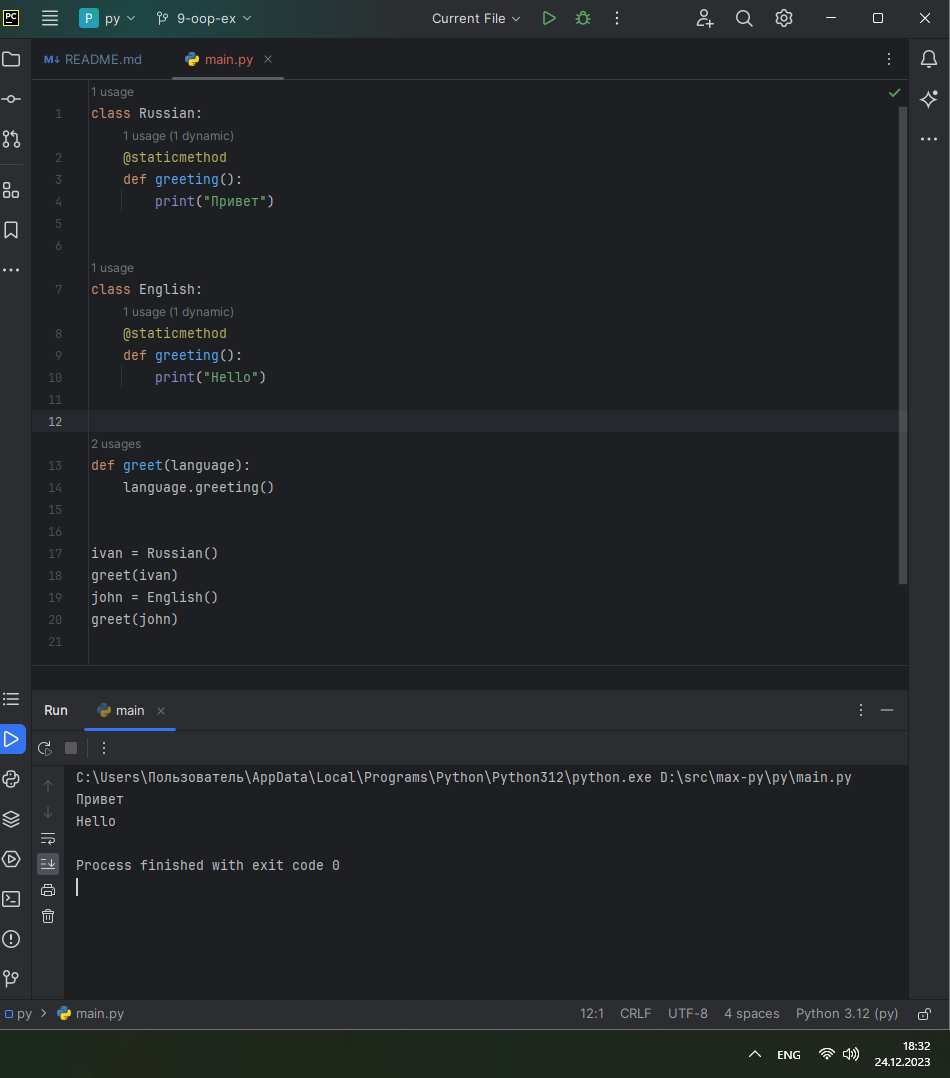 PC P py 9-oop-ex Current File
M↓ README.md main.py
1 usage
1 class Russian:
1 usage (1 dynamic)
2 @staticmethod
3 def greeting():
4 print("Привет")
5
6
1 usage
7 class English:
1 usage (1 dynamic)
8 @staticmethod
9 def greeting():
10 print("Hello")
11
12
2 usages
13 def greet(language):
14 language.greeting()
15
16
17 ivan = Russian()
18 greet(ivan)
19 john = English()
20 greet(john)
21
Run main
C:\Users\Пользователь\AppData\Local\Programs\Python\Python312\python.exe D:\src\max-py\py\main.py
Привет
Hello
Process finished with exit code 0
py main.py 12:1 CRLF UTF-8 4 spaces Python 3.12 (py)
ENG 18:32
24.12.2023